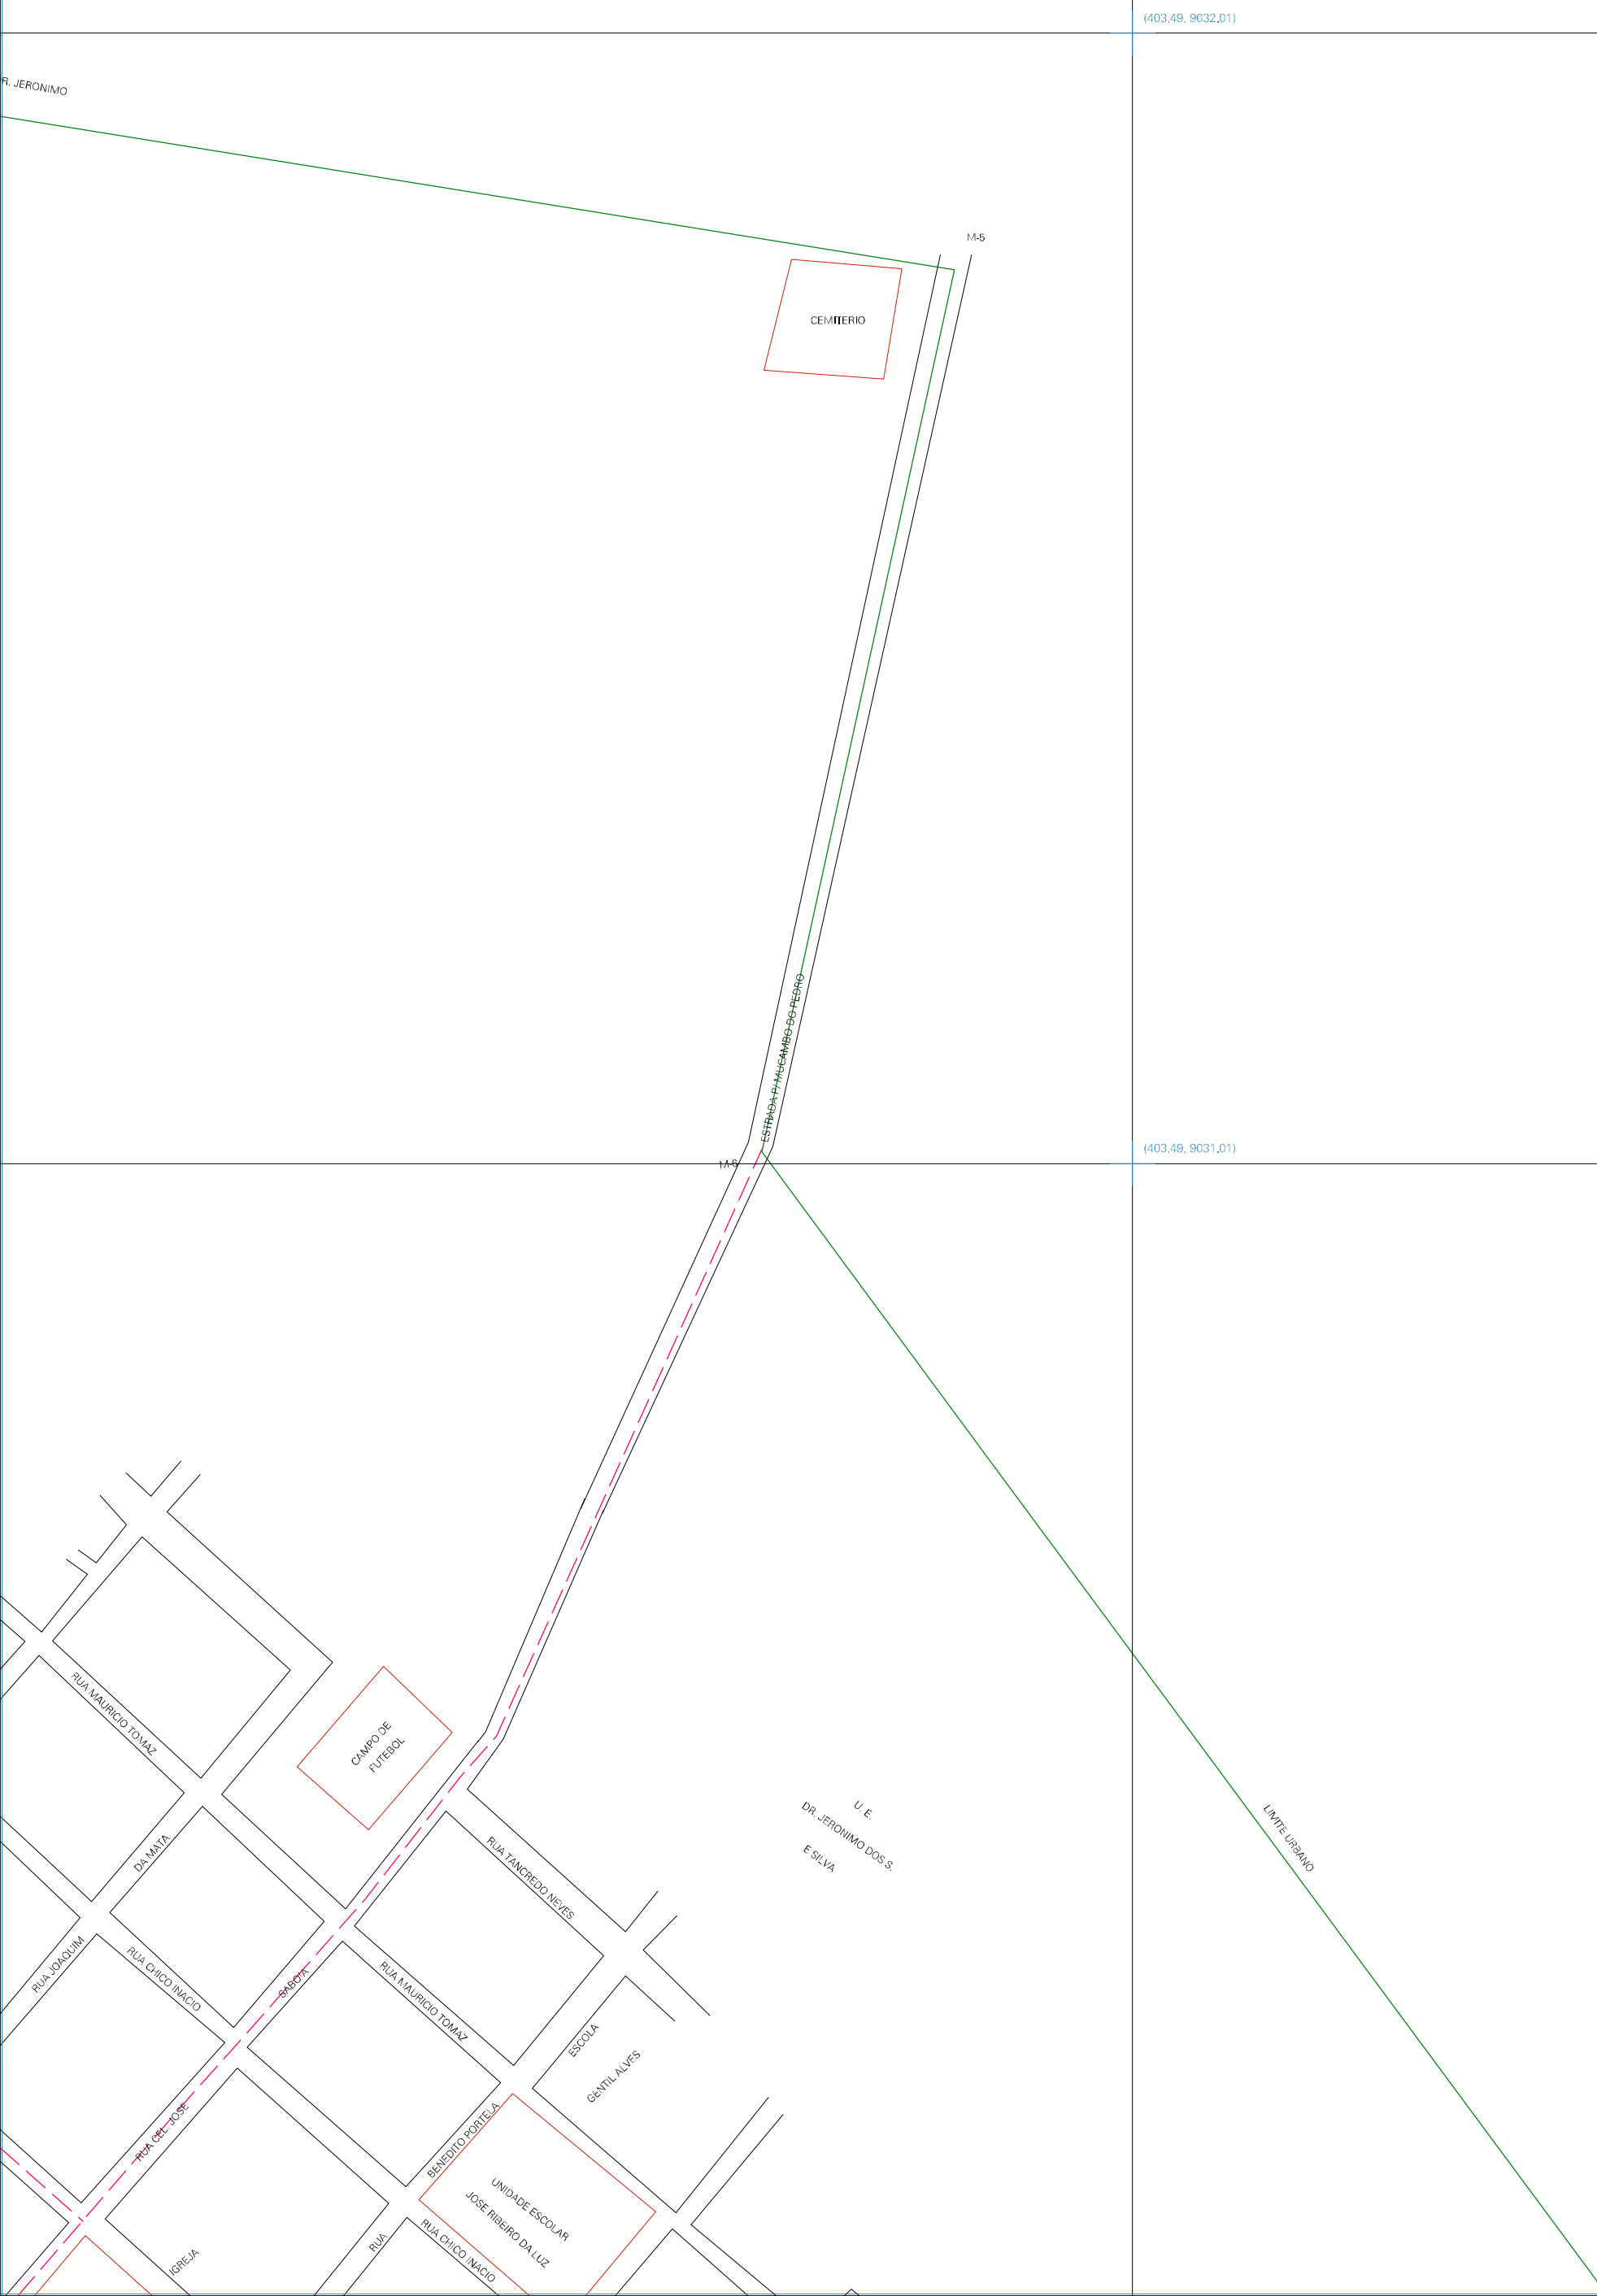 (403.49, 9032.01)
R. JERONIMO
M-5
CEMITERIO
ESTRADA P/ MUCAMBO DO PEDRO
(403.49, 9031.01)
M-6
RUA MAURICIO TOMAZ
CAMPO DE
FUTEBOL
U. E.
DR. JERONIMO DOS S.
E SILVA
LIMITE URBANO
DA MATA
RUA TANCREDO NEVES
RUA JOAQUIM
RUA CHICO INACIO
SABO'A
RUA MAURICIO TOMAZ
ESCOLA
GENTIL ALVES
RUA CEL. JOSE
BENEDITO PORTELA
UNIDADE ESCOLAR
JOSE RIBEIRO DA LUZ
RUA
RUA CHICO INACIO
IGREJA